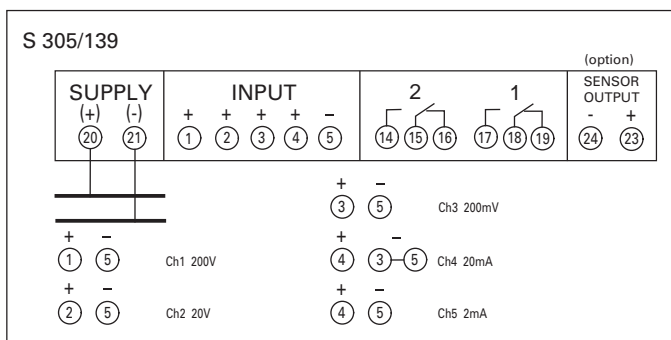 S 305/139
(option)
SUPPLY INPUT 2 1 SENSOR OUTPUT
(+) (-) + + + + – - +
20 21 1 2 3 4 5 14 15 16 17 18 19 24 23
+ –
3 5 Ch3 200mV
+ – + –
1 5 Ch1 200V 4 3 5 Ch4 20mA
+ – + –
2 5 Ch2 20V 4 5 Ch5 2mA